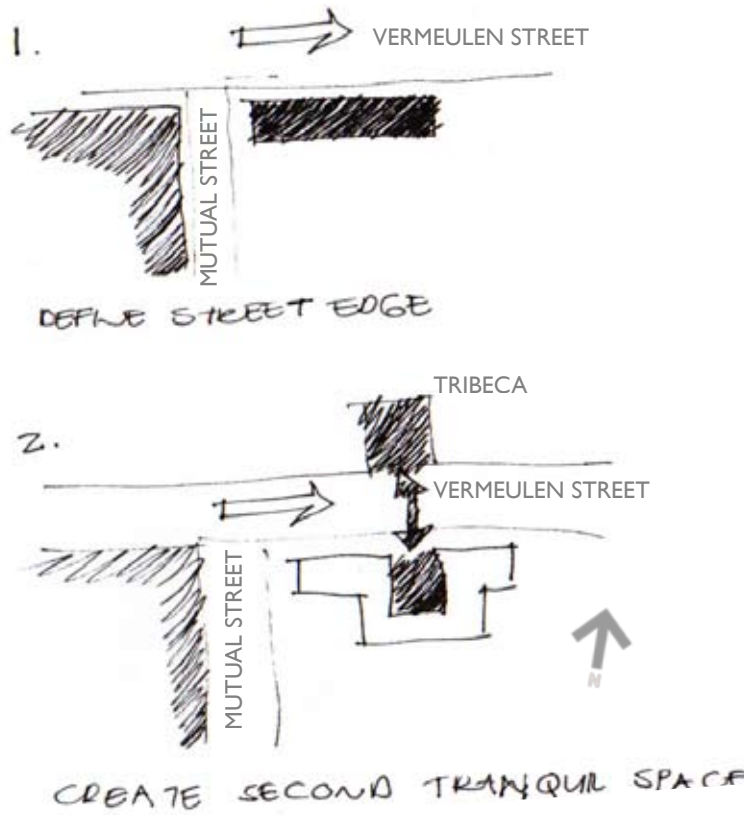 1.
VERMEULEN STREET
MUTUAL STREET
DEFINE STREET EDGE
TRIBECA
2.
VERMEULEN STREET
MUTUAL STREET
N
CREATE SECOND TRANQUIL SPACE